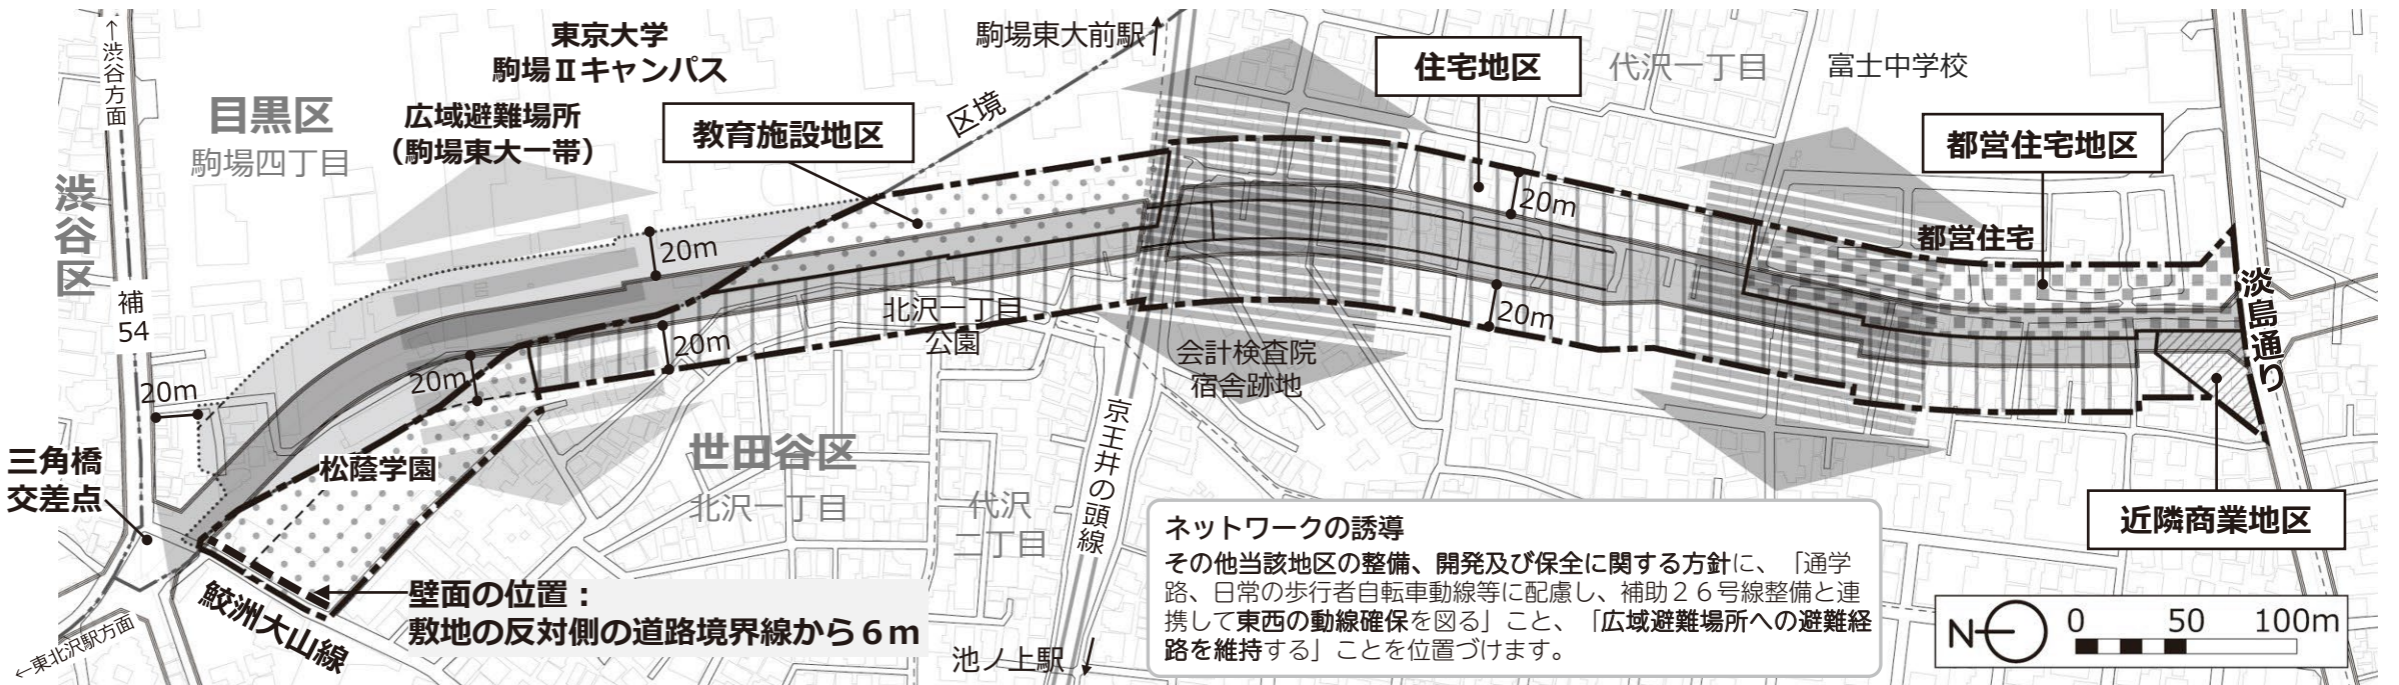 ←渋谷方面
東京大学
駒場Ⅱキャンパス
駒場東大前駅
住宅地区
代沢一丁目
富士中学校
目黒区
駒場四丁目
広域避難場所
（駒場東大一帯）
教育施設地区
区境
都営住宅地区
渋谷区
20m
20m
都営住宅
補
54
北沢一丁目
公園
20m
20m
20m
20m
会計検査院
宿舎跡地
淡島通り
京王井の頭線
三角橋
交差点
松蔭学園
世田谷区
北沢一丁目
代沢
二丁目
近隣商業地区
ネットワークの誘導
その他当該地区の整備、開発及び保全に関する方針に、「通学
路、日常の歩行者自転車動線等に配慮し、補助２６号線整備と連
携して東西の動線確保を図る」こと、「広域避難場所への避難経
路を維持する」ことを位置づけます。
壁面の位置：
敷地の反対側の道路境界線から６ｍ
鮫洲大山線
←東北沢駅方面
池ノ上駅
N
0 50 100m